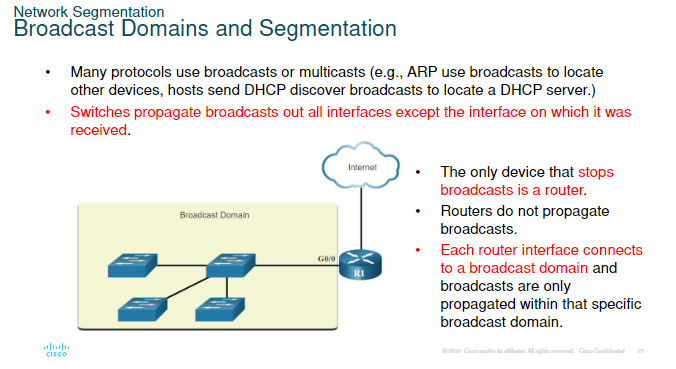 Network Segmentation
Broadcast Domains and Segmentation
• Many protocols use broadcasts or multicasts (e.g., ARP use broadcasts to locate
other devices, hosts send DHCP discover broadcasts to locate a DHCP server.)
• Switches propagate broadcasts out all interfaces except the interface on which it was
received.
Internet
Broadcast Domain
G0/0
R1
• The only device that stops
broadcasts is a router.
• Routers do not propagate
broadcasts.
• Each router interface connects
to a broadcast domain and
broadcasts are only
propagated within that specific
broadcast domain.
CISCO
Cisco and/or its affiliates. All rights reserved. Cisco Confidential